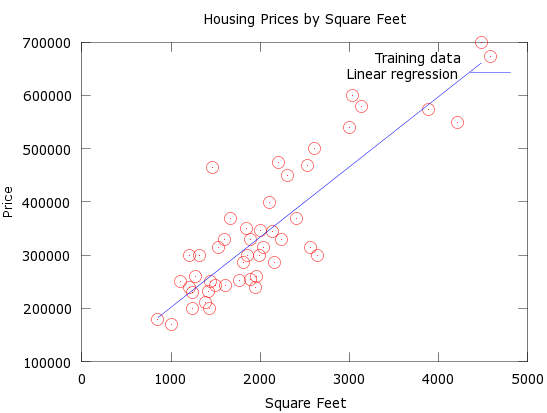 Housing Prices by Square Feet
700000
Training data
Linear regression
600000
500000
400000
Price
300000
200000
100000
0 1000 2000 3000 4000 5000
Square Feet